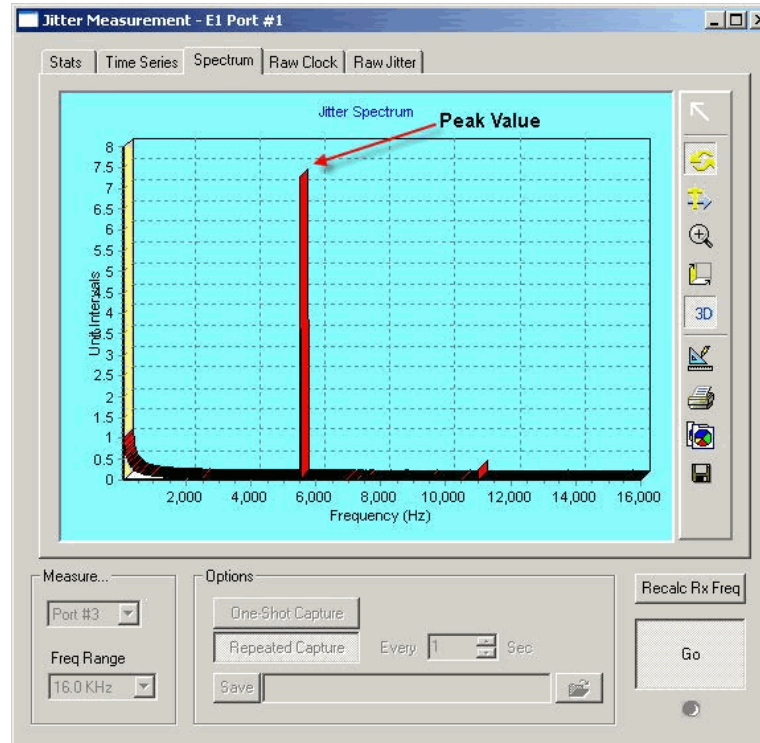 Jitter Measurement - E1 Port #1
Stats Time Series Spectrum Raw Clock Raw Jitter
Jitter Spectrum
Peak Value
8
7.5
7
6.5
6
5.5
5
4.5
4
3.5
3
2.5
2
1.5
1
0.5
0
Unit Intervals
2,000 4,000 6,000 8,000 10,000 12,000 14,000 16,000
Frequency (Hz)
3D
Measure...
Port #3
Freq Range
16.0 KHz
Options
One-Shot Capture
Repeated Capture Every 1 Sec
Save
Recalc Rx Freq
Go